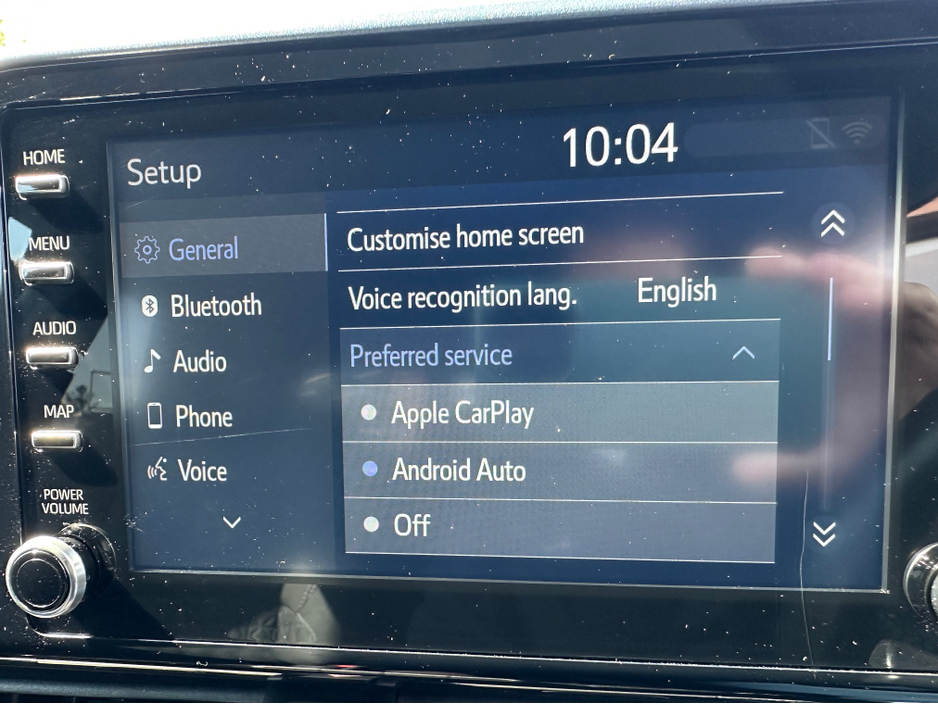 HOME
MENU
AUDIO
MAP
POWER
VOLUME
Setup
10:04
General
Bluetooth
Audio
Phone
Voice
Customise home screen
Voice recognition lang. English
Preferred service
Apple CarPlay
Android Auto
Off